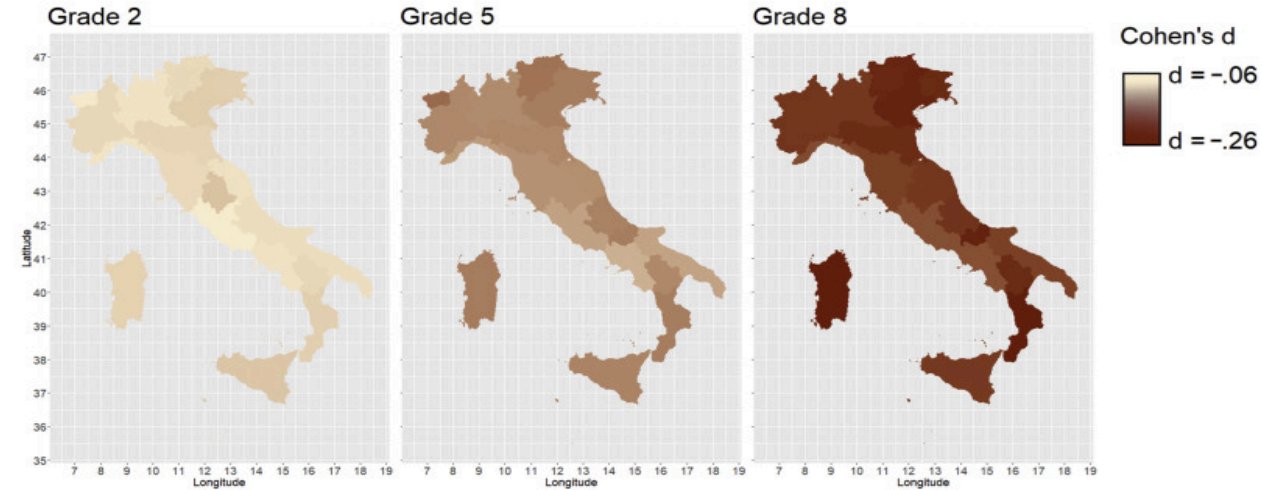 Grade 2
Grade 5
Grade 8
Cohen's d
d = -.06
d = -.26
Latitude
47
46
45
44
43
42
41
40
39
38
37
36
35
7 8 9 10 11 12 13 14 15 16 17 18 19
7 8 9 10 11 12 13 14 15 16 17 18 19
7 8 9 10 11 12 13 14 15 16 17 18 19
Longitude
Longitude
Longitude